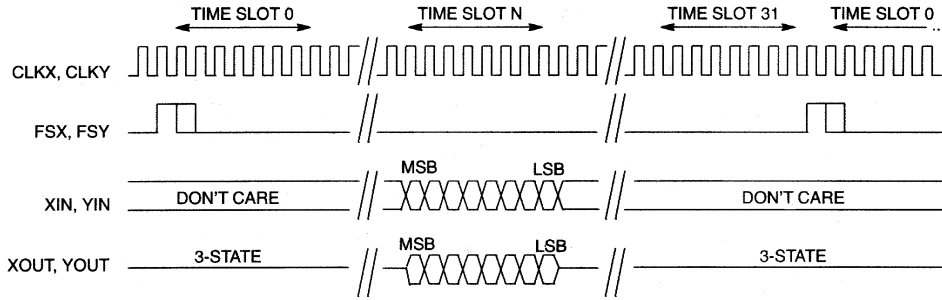 TIME SLOT 0 TIME SLOT N TIME SLOT 31 TIME SLOT 0
CLKX, CLKY
FSX, FSY
MSB LSB
XIN, YIN DON'T CARE DON'T CARE
MSB LSB
XOUT, YOUT 3-STATE 3-STATE